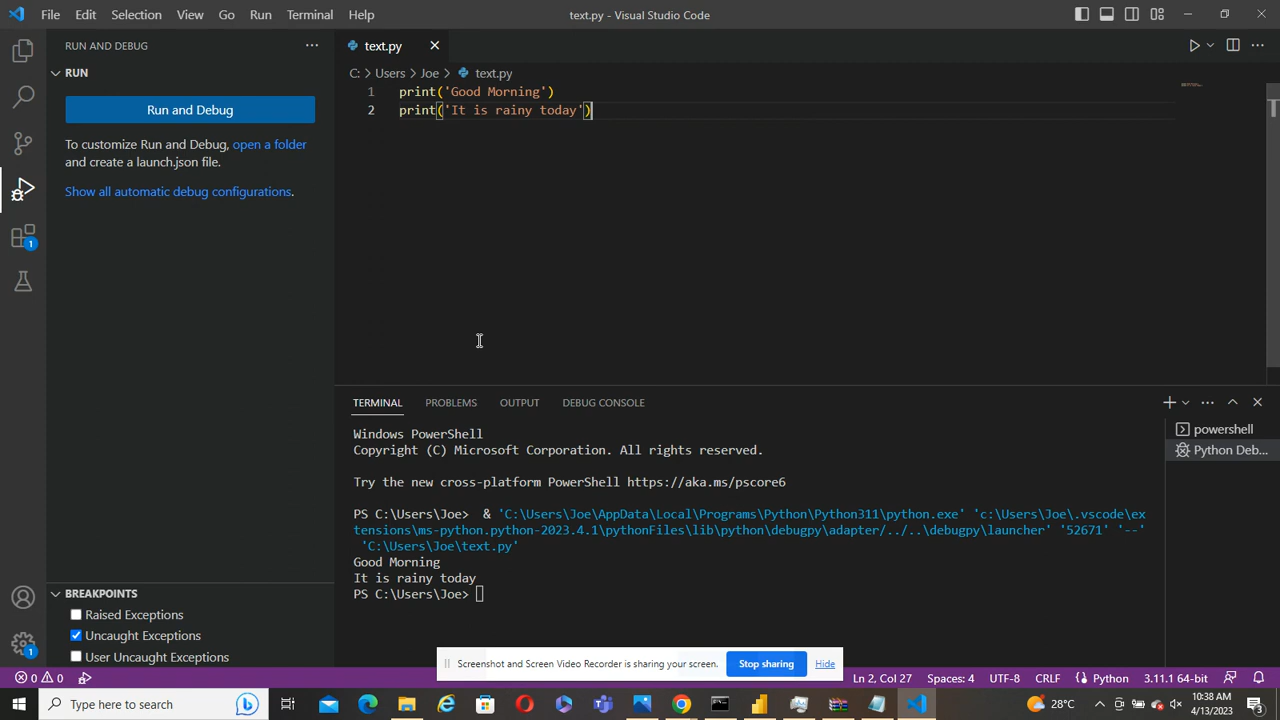 File Edit Selection View Go Run Terminal Help text.py - Visual Studio Code
RUN AND DEBUG
text.py
RUN
C: > Users > Joe > text.py
1 print('Good Morning')
2 print('It is rainy today')
Run and Debug
To customize Run and Debug, open a folder
and create a launch.json file.
Show all automatic debug configurations.
1
TERMINAL PROBLEMS OUTPUT DEBUG CONSOLE
powershell
Python Deb...
Windows PowerShell
Copyright (C) Microsoft Corporation. All rights reserved.
Try the new cross-platform PowerShell https://aka.ms/pscore6
PS C:\Users\Joe>  & 'C:\Users\Joe\AppData\Local\Programs\Python\Python311\python.exe' 'c:\Users\Joe\.vscode\ex
tensions\ms-python.python-2023.4.1\pythonFiles\lib\python\debugpy\adapter/../..\debugpy\launcher' '52671' '--'
'C:\Users\Joe\text.py'
Good Morning
It is rainy today
PS C:\Users\Joe>
BREAKPOINTS
Raised Exceptions
Uncaught Exceptions
User Uncaught Exceptions
1
Screenshot and Screen Video Recorder is sharing your screen. Stop sharing Hide
0 0 Ln 2, Col 27 Spaces: 4 UTF-8 CRLF Python 3.11.1 64-bit
Type here to search
28°C
10:38 AM
4/13/2023
3